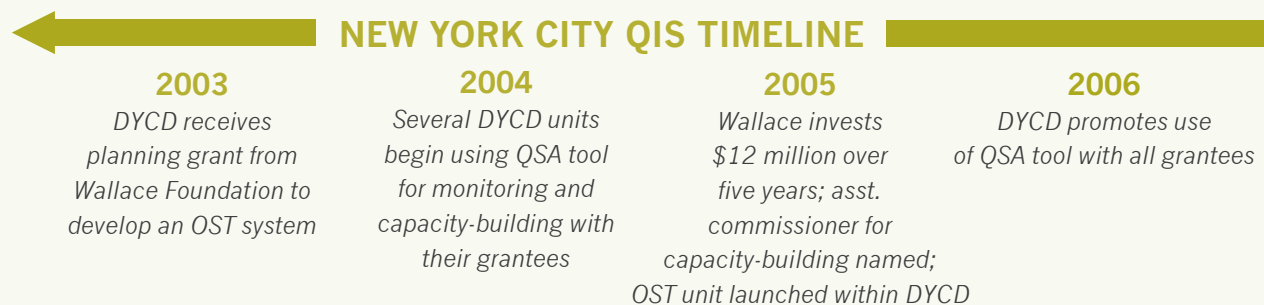 NEW YORK CITY QIS TIMELINE
2003
DYCD receives
planning grant from
Wallace Foundation to
develop an OST system
2004
Several DYCD units
begin using QSA tool
for monitoring and
capacity-building with
their grantees
2005
Wallace invests
$12 million over
five years; asst.
commissioner for
capacity-building named;
OST unit launched within DYCD
2006
DYCD promotes use
of QSA tool with all grantees